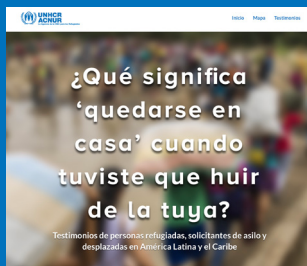 UNHCR
ACNUR
Inicio Mapa Testimonios
¿Qué significa
‘quedarse en
casa’ cuando
tuviste que huir
de la tuya?
Testimonios de personas refugiadas, solicitantes de asilo y
desplazadas en América Latina y el Caribe